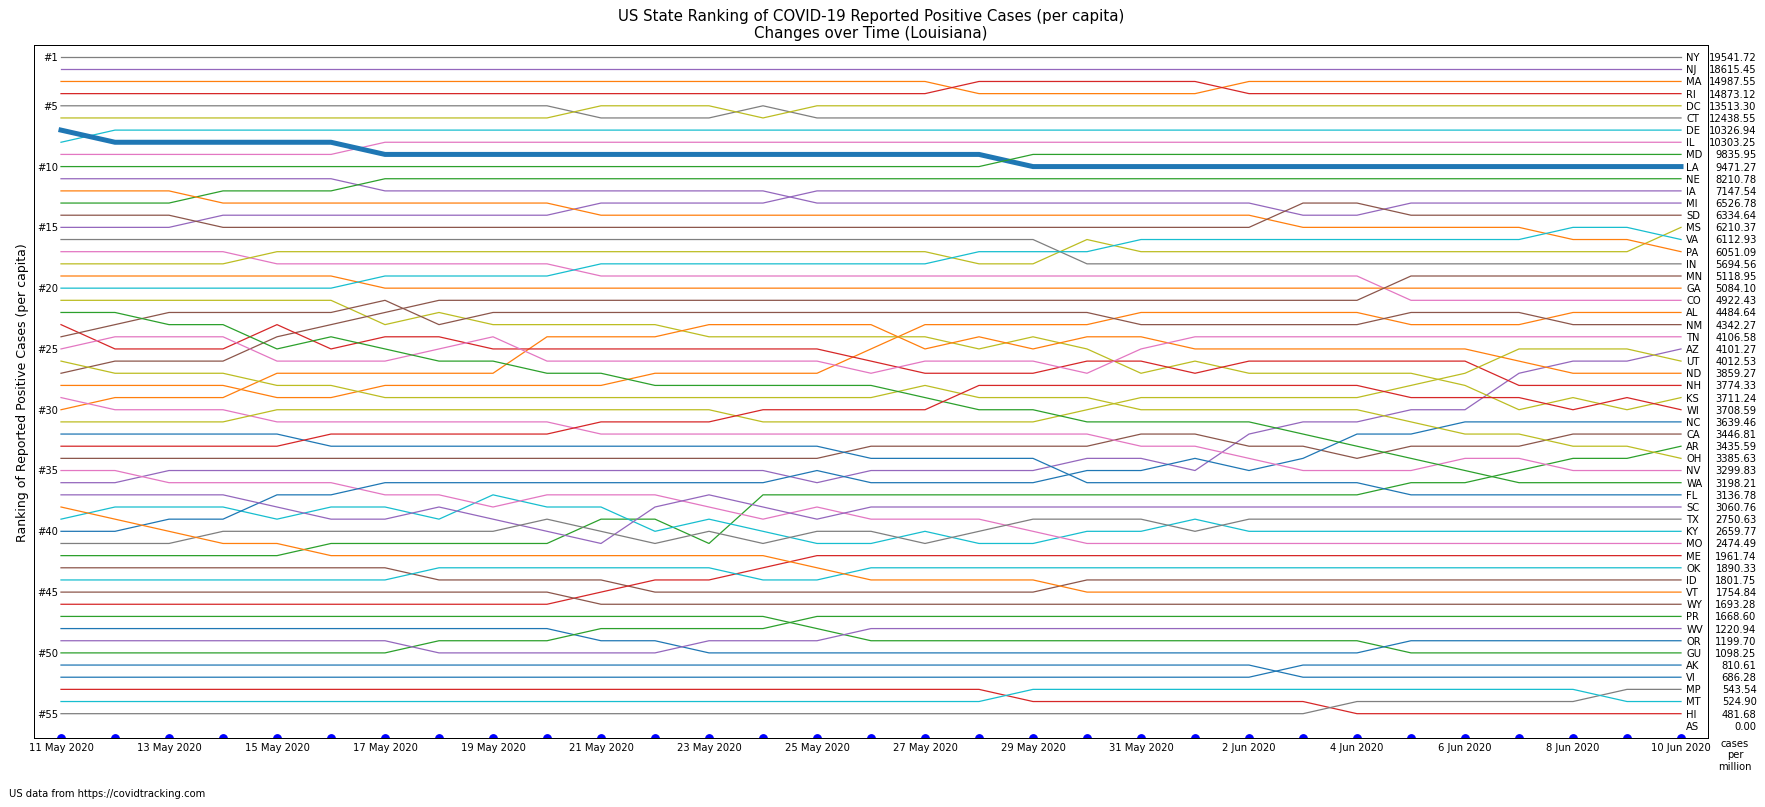 US State Ranking of COVID-19 Reported Positive Cases (per capita)
Changes over Time (Louisiana)
Ranking of Reported Positive Cases (per capita)
#1
#5
#10
#15
#20
#25
#30
#35
#40
#45
#50
#55
NY 19541.72
NJ 18615.45
MA 14987.55
RI 14873.12
DC 13513.30
CT 12438.55
DE 10326.94
IL 10303.25
MD 9835.95
LA 9471.27
NE 8210.78
IA 7147.54
MI 6526.78
SD 6334.64
MS 6210.37
VA 6112.93
PA 6051.09
IN 5694.56
MN 5118.95
GA 5084.10
CO 4922.43
AL 4484.64
NM 4342.27
TN 4106.58
AZ 4101.27
UT 4012.53
ND 3859.27
NH 3774.33
KS 3711.24
WI 3708.59
NC 3639.46
CA 3446.81
AR 3435.59
OH 3385.63
NV 3299.83
WA 3198.21
FL 3136.78
SC 3060.76
TX 2750.63
KY 2659.77
MO 2474.49
ME 1961.74
OK 1890.33
ID 1801.75
VT 1754.84
WY 1693.28
PR 1668.60
WV 1220.94
OR 1199.70
GU 1098.25
AK 810.61
VI 686.28
MP 543.54
MT 524.90
HI 481.68
AS 0.00
11 May 2020 13 May 2020 15 May 2020 17 May 2020 19 May 2020 21 May 2020 23 May 2020 25 May 2020 27 May 2020 29 May 2020 31 May 2020 2 Jun 2020 4 Jun 2020 6 Jun 2020 8 Jun 2020 10 Jun 2020
cases
per
million
US data from https://covidtracking.com